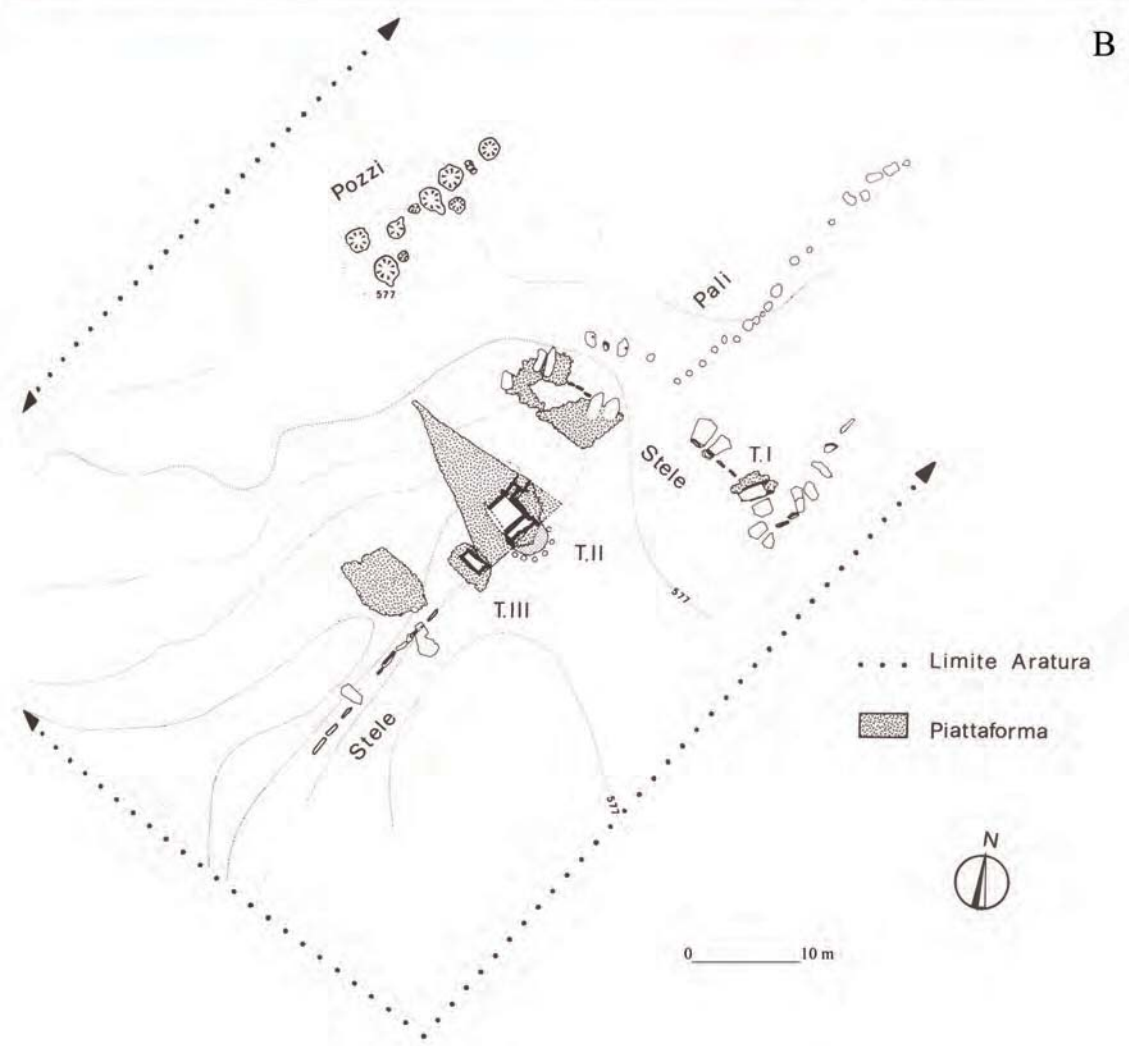 B
Pozzi
577
Pali
Stele
T.I
T.II
577
T.III
Stele
577
Limite Aratura
Piattaforma
N
0 10 m